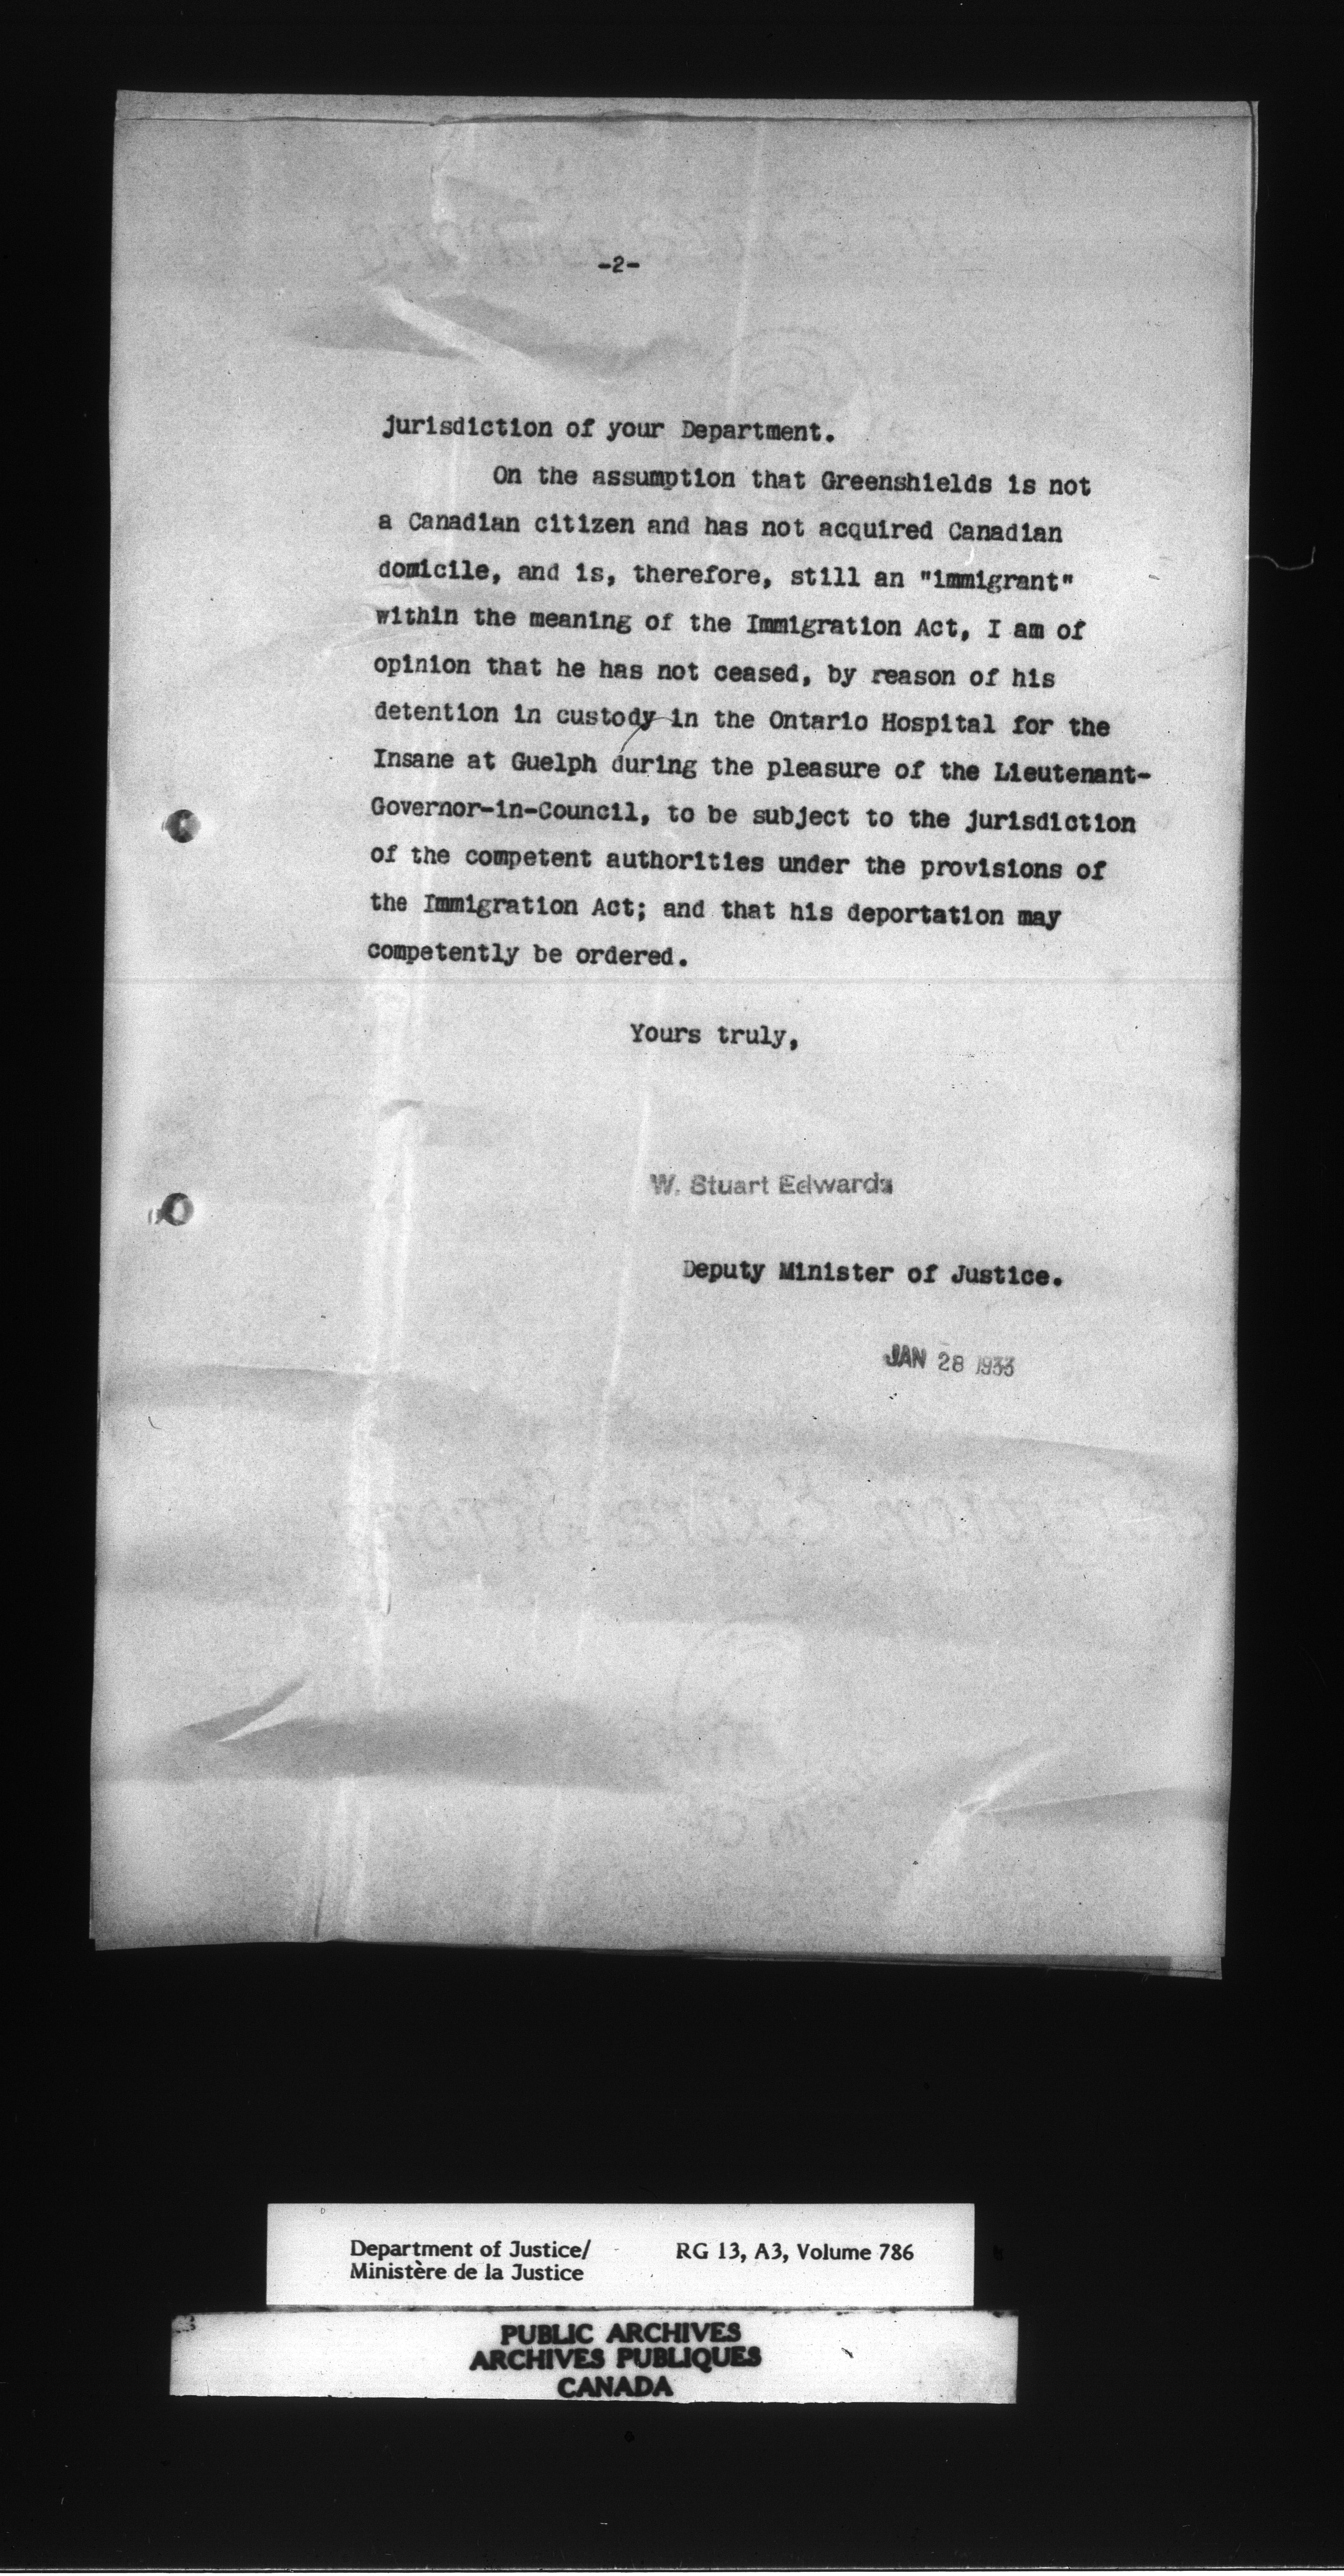 -2-
jurisdiction of your Department.
On the assumption that Greenshields is not
a Canadian citizen and has not acquired Canadian
domicile, and is, therefore, still an "immigrant"
within the meaning of the Immigration Act, I am of
opinion that he has not ceased, by reason of his
detention in custody in the Ontario Hospital for the
Insane at Guelph during the pleasure of the Lieutenant-
Governor-in-Council, to be subject to the jurisdiction
of the competent authorities under the provisions of
the Immigration Act; and that his deportation may
competently be ordered.
Yours truly,
W. Stuart Edwards
Deputy Minister of Justice.
JAN 28 1933
Department of Justice/ RG 13, A3, Volume 786
Ministère de la Justice
PUBLIC ARCHIVES
ARCHIVES PUBLIQUES
CANADA